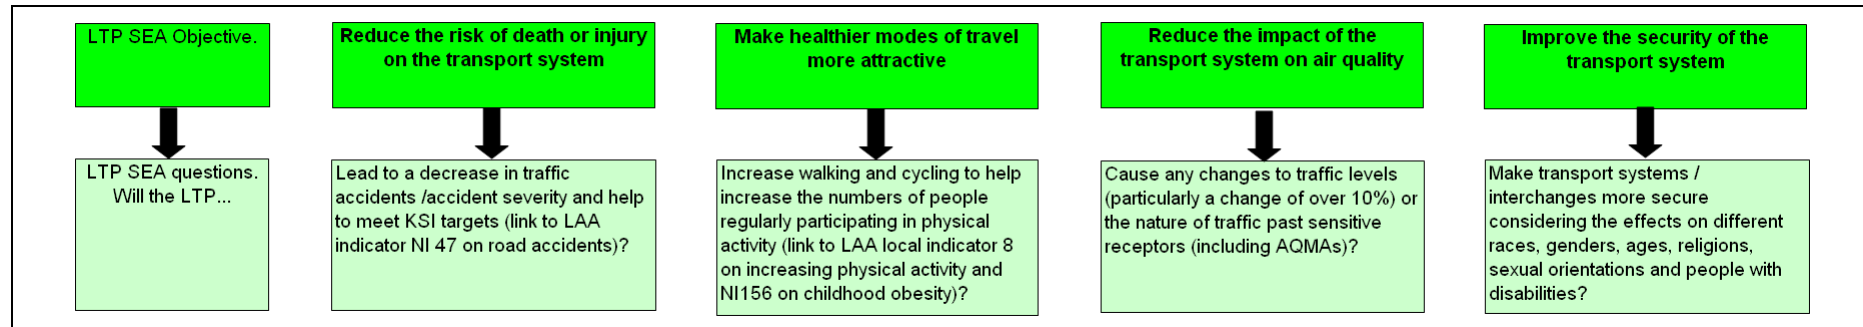 LTP SEA Objective.
Reduce the risk of death or injury
on the transport system
Make healthier modes of travel
more attractive
Reduce the impact of the
transport system on air quality
Improve the security of the
transport system
LTP SEA questions.
Will the LTP...
Lead to a decrease in traffic
accidents /accident severity and help
to meet KSI targets (link to LAA
indicator NI 47 on road accidents)?
Increase walking and cycling to help
increase the numbers of people
regularly participating in physical
activity (link to LAA local indicator 8
on increasing physical activity and
NI156 on childhood obesity)?
Cause any changes to traffic levels
(particularly a change of over 10%) or
the nature of traffic past sensitive
receptors (including AQMAs)?
Make transport systems /
interchanges more secure
considering the effects on different
races, genders, ages, religions,
sexual orientations and people with
disabilities?